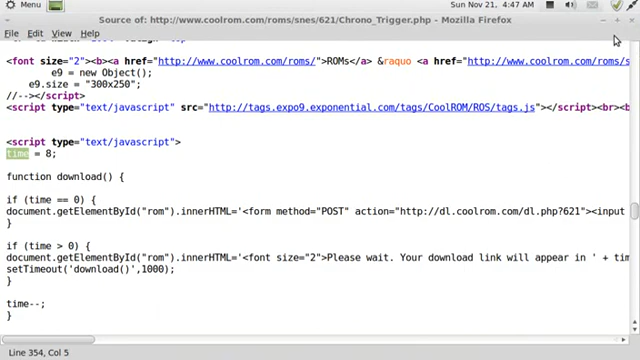 Menu
Sun Nov 21, 4:47 AM
Source of: http://www.coolrom.com/roms/snes/621/Chrono_Trigger.php - Mozilla Firefox
File Edit View Help
<font size="2"><b><a href="http://www.coolrom.com/roms/">ROMs</a> &raquo <a href="http://www.coolrom.com/roms/s
e9 = new Object();
e9.size = "300x250";
//--></script>
<script type="text/javascript" src="http://tags.expo9.exponential.com/tags/CoolROM/ROS/tags.js"></script><br><b
<script type="text/javascript">
time = 8;
function download() {
if (time == 0) {
document.getElementById("rom").innerHTML='<form method="POST" action="http://dl.coolrom.com/dl.php?621"><input
}
if (time > 0) {
document.getElementById("rom").innerHTML='<font size="2">Please wait. Your download link will appear in ' + tim
setTimeout('download()',1000);
}
time--;
}
Line 354, Col 5